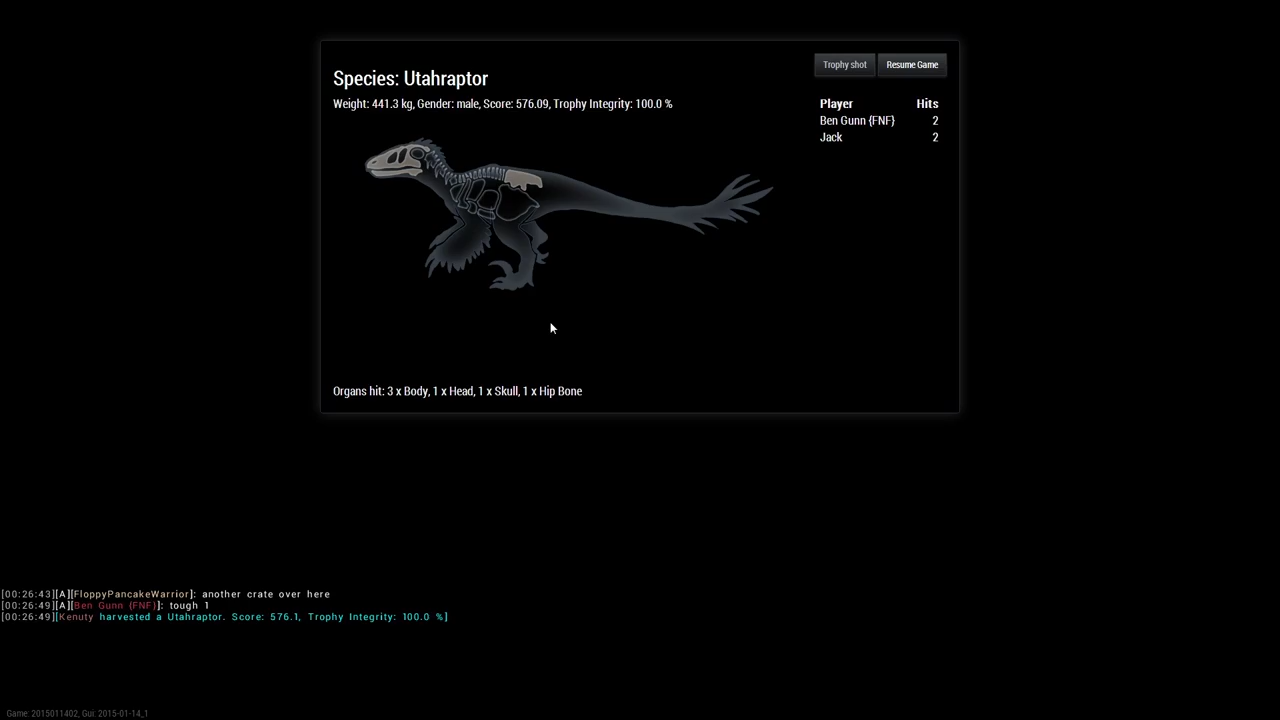 Trophy shot Resume Game
Species: Utahraptor
Weight: 441.3 kg, Gender: male, Score: 576.09, Trophy Integrity: 100.0 %
Player Hits
Ben Gunn {FNF} 2
Jack 2
Organs hit: 3 x Body, 1 x Head, 1 x Skull, 1 x Hip Bone
[00:26:43][A][FloppyPancakeWarrior]: another crate over here
[00:26:49][A][Ben Gunn {FNF}]: tough 1
[00:26:49][Kenuty harvested a Utahraptor. Score: 576.1, Trophy Integrity: 100.0 %]
Game: 2015011402, Gui: 2015-01-14_1